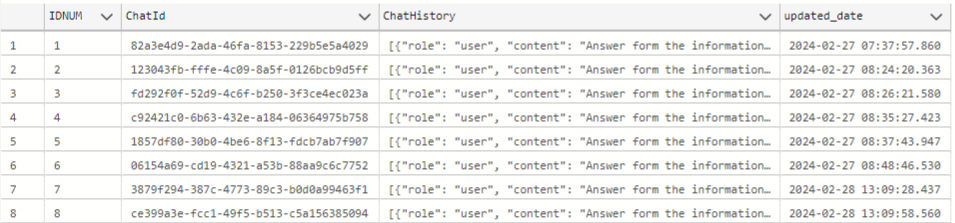 IDNUM ChatId ChatHistory updated_date
1 1 82a3e4d9-2ada-46fa-8153-229b5e5a4029 [{"role": "user", "content": "Answer form the information… 2024-02-27 07:37:57.860
2 2 123043fb-fffe-4c09-8a5f-0126bcb9d5ff [{"role": "user", "content": "Answer form the information… 2024-02-27 08:24:20.363
3 3 fd292f0f-52d9-4c6f-b250-3f3ce4ec023a [{"role": "user", "content": "Answer form the information… 2024-02-27 08:26:21.580
4 4 c92421c0-6b63-432e-a184-06364975b758 [{"role": "user", "content": "Answer form the information… 2024-02-27 08:35:27.423
5 5 1857df80-30b0-4be6-8f13-fdcb7ab7f907 [{"role": "user", "content": "Answer form the information… 2024-02-27 08:37:43.947
6 6 06154a69-cd19-4321-a53b-88aa9c6c7752 [{"role": "user", "content": "Answer form the information… 2024-02-27 08:48:46.530
7 7 3879f294-387c-4773-89c3-b0d0a99463f1 [{"role": "user", "content": "Answer form the information… 2024-02-28 13:09:28.437
8 8 ce399a3e-fcc1-49f5-b513-c5a156385094 [{"role": "user", "content": "Answer form the information… 2024-02-28 13:09:58.560